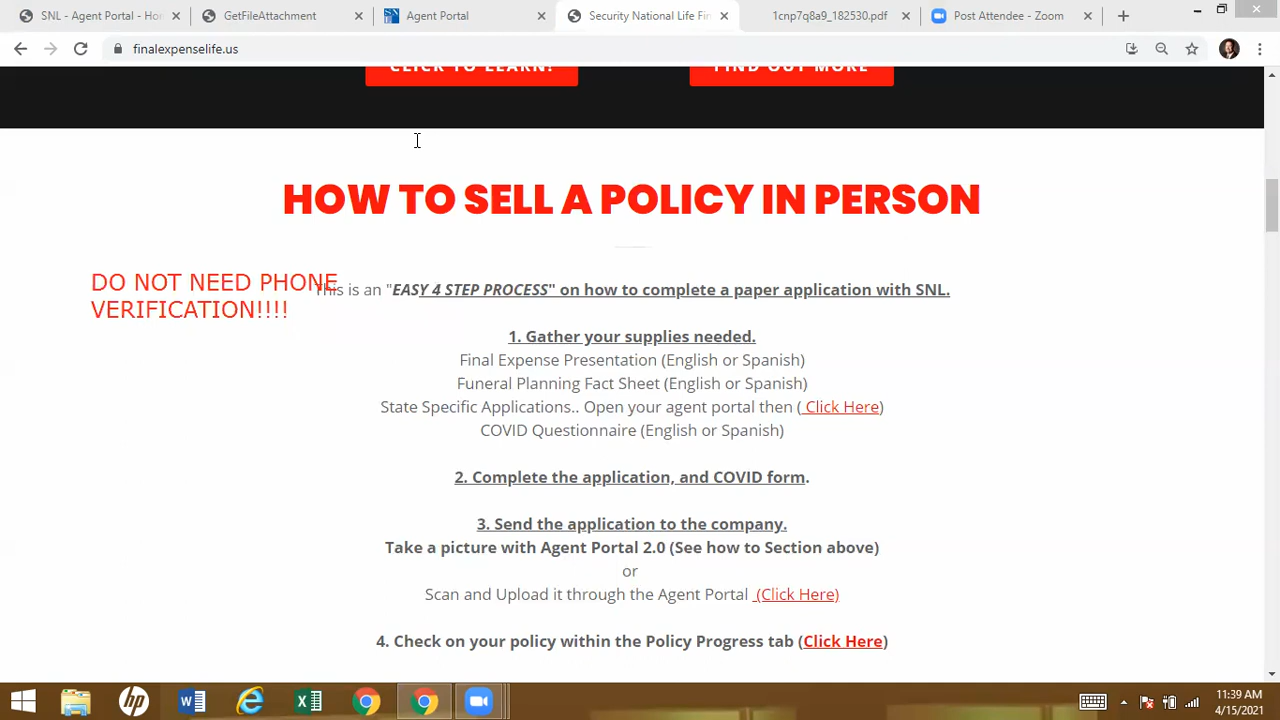 SNL - Agent Portal - Hor
GetFileAttachment
Agent Portal
Security National Life Fi
1cnp7q8a9_182530.pdf
Post Attendee - Zoom
finalexpenselife.us
CLICK TO LEARN!
FIND OUT MORE
HOW TO SELL A POLICY IN PERSON
DO NOT NEED PHONE
VERIFICATION!!!!
This is an "EASY 4 STEP PROCESS" on how to complete a paper application with SNL.
1. Gather your supplies needed.
Final Expense Presentation (English or Spanish)
Funeral Planning Fact Sheet (English or Spanish)
State Specific Applications.. Open your agent portal then ( Click Here)
COVID Questionnaire (English or Spanish)
2. Complete the application, and COVID form.
3. Send the application to the company.
Take a picture with Agent Portal 2.0 (See how to Section above)
or
Scan and Upload it through the Agent Portal (Click Here)
4. Check on your policy within the Policy Progress tab (Click Here)
11:39 AM
4/15/2021